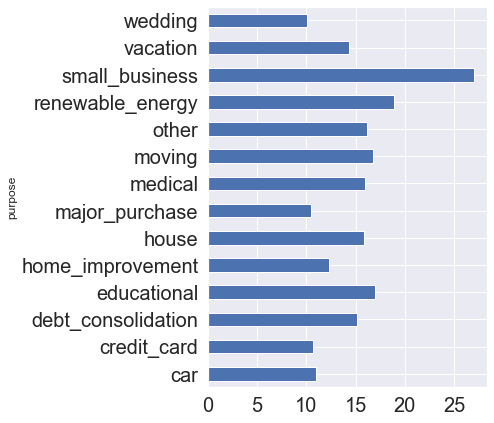 wedding
vacation
small_business
renewable_energy
other
moving
medical
major_purchase
house
home_improvement
educational
debt_consolidation
credit_card
car
purpose
0 5 10 15 20 25